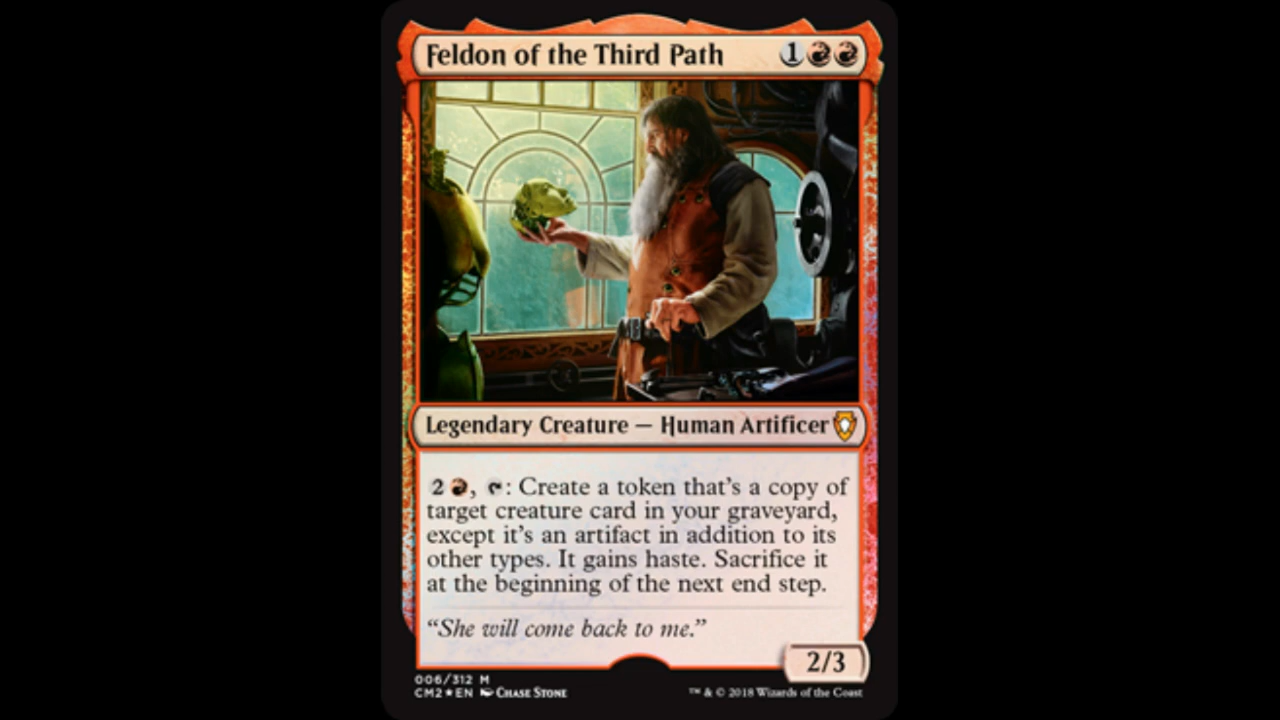 Feldon of the Third Path 1
Legendary Creature — Human Artificer
2 , : Create a token that's a copy of
target creature card in your graveyard,
except it's an artifact in addition to its
other types. It gains haste. Sacrifice it
at the beginning of the next end step.
“She will come back to me.”
2/3
006/312 M
CM2★EN Chase Stone ™ & © 2018 Wizards of the Coast